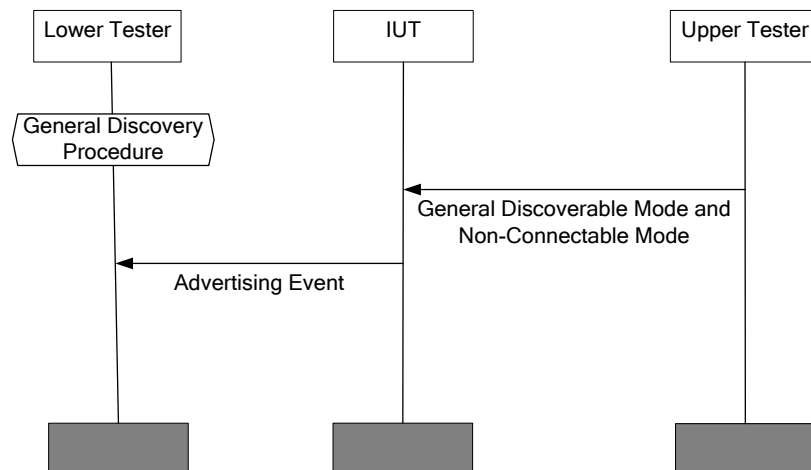 Lower Tester
IUT
Upper Tester
General Discovery
Procedure
General Discoverable Mode and
Non-Connectable Mode
Advertising Event